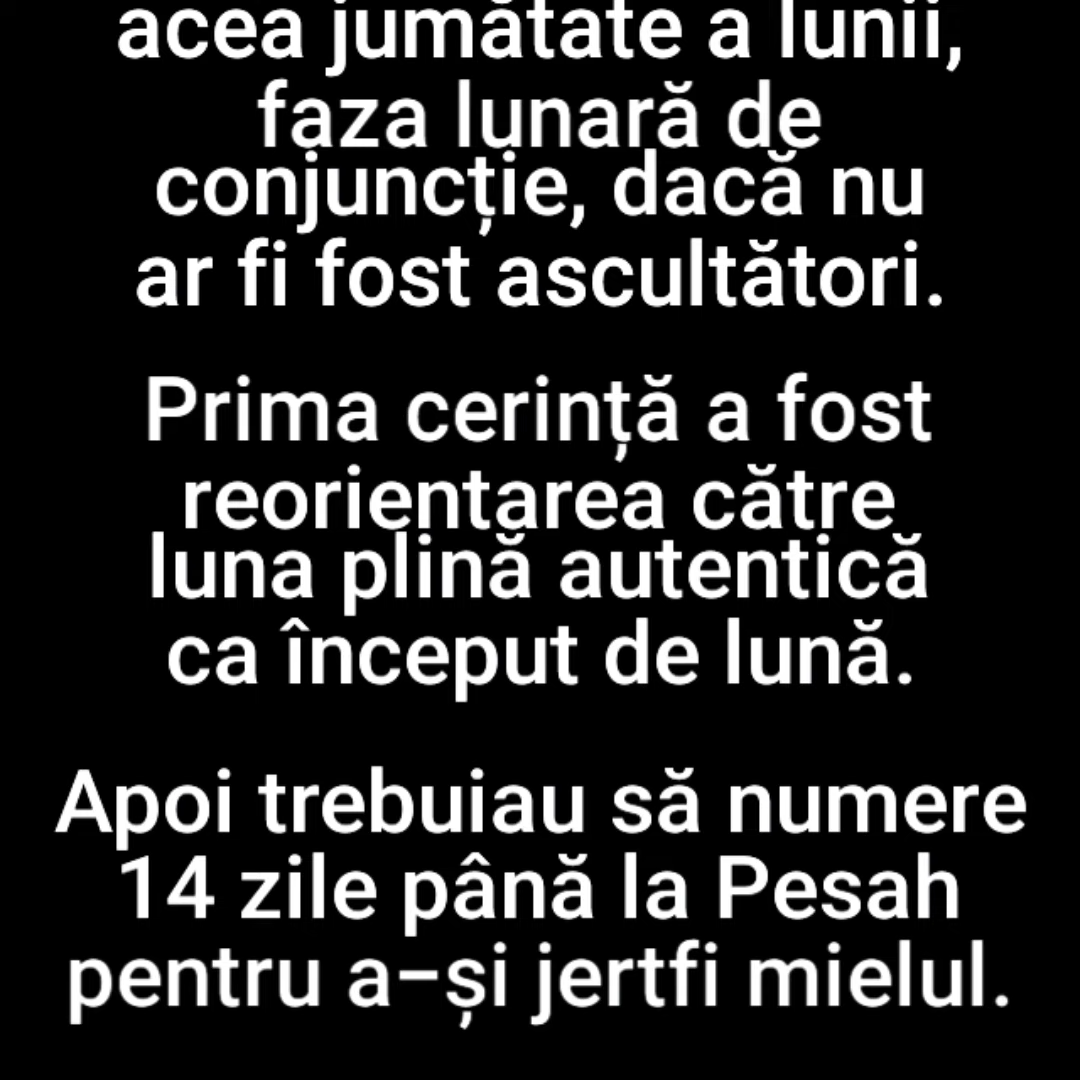 acea jumătate a lunii,
faza lunară de
conjuncție, dacă nu
ar fi fost ascultători.
Prima cerință a fost
reorientarea către
luna plină autentică
ca început de lună.
Apoi trebuiau să numere
14 zile până la Pesah
pentru a-și jertfi mielul.